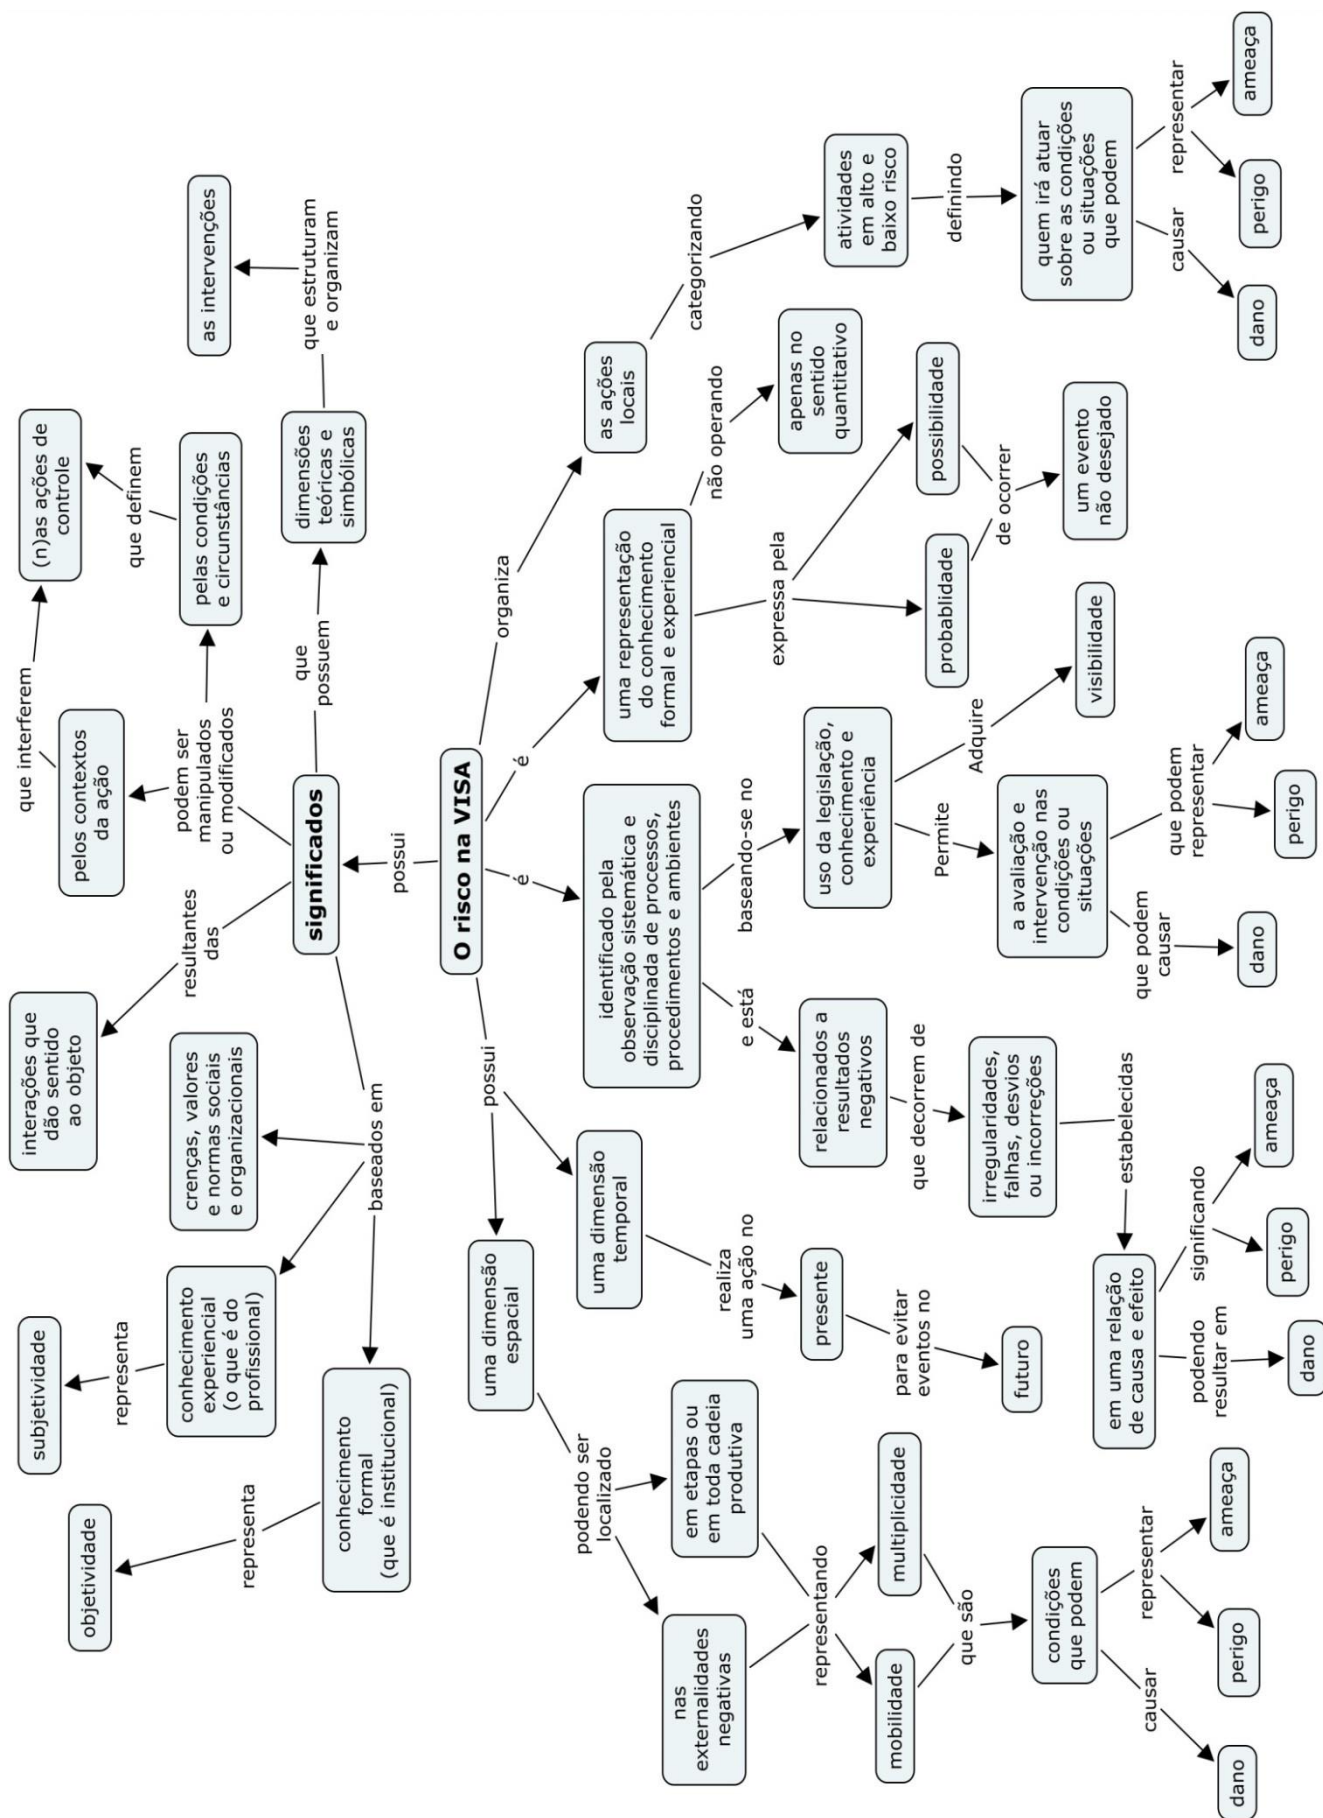 objetividade
subjetividade
interações que
dão sentido
ao objeto
que interferem
(n)as ações de
controle
representa
representa
pelos contextos
da ação
que definem
as intervenções
conhecimento
formal
(que é institucional)
conhecimento
experiencial
(o que é do
profissional)
crenças, valores
e normas sociais
e organizacionais
resultantes
das
podem ser
manipulados
ou modificados
pelas condições
e circunstâncias
que estruturam
e organizam
baseados em
significados
que
possuem
dimensões
teóricas e
simbólicas
possui
O risco na VISA
possui
é
é
organiza
uma dimensão
espacial
uma dimensão
temporal
identificado pela
observação sistemática e
disciplinada de processos,
procedimentos e ambientes
uma representação
do conhecimento
formal e experiencial
as ações
locais
podendo ser
localizado
realiza
uma ação no
e está
baseando-se no
expressa pela
não operando
categorizando
nas
externalidades
negativas
em etapas ou
em toda cadeia
produtiva
presente
relacionados a
resultados
negativos
uso da legislação,
conhecimento e
experiência
apenas no
sentido
quantitativo
atividades
em alto e
baixo risco
representando
para evitar
eventos no
que decorrem de
Permite
Adquire
probablidade
possibilidade
definindo
mobilidade
multiplicidade
futuro
irregularidades,
falhas, desvios
ou incorreções
a avaliação e
intervenção nas
condições ou
situações
visibilidade
de ocorrer
um evento
não desejado
quem irá atuar
sobre as condições
ou situações
que podem
que são
estabelecidas
que podem
causar
que podem
representar
causar
representar
condições
que podem
em uma relação
de causa e efeito
dano
perigo
ameaça
dano
perigo
ameaça
causar
representar
podendo
resultar em
significando
dano
perigo
ameaça
dano
perigo
ameaça